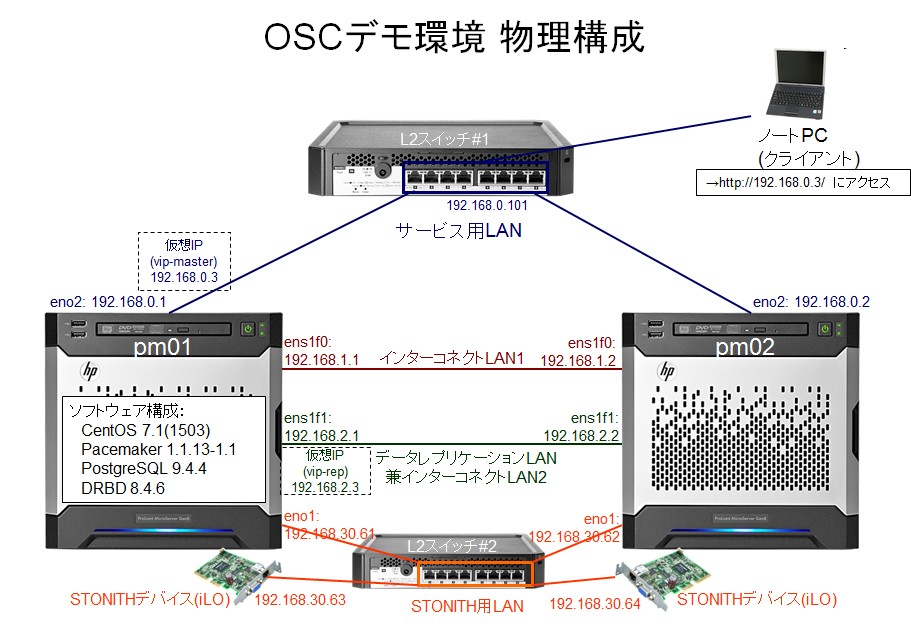 OSCデモ環境 物理構成
L2スイッチ#1
ノートPC
(クライアント)
→http://192.168.0.3/ にアクセス
192.168.0.101
サービス用LAN
仮想IP
(vip-master)
192.168.0.3
eno2: 192.168.0.1
eno2: 192.168.0.2
pm01
pm02
hp
hp
ens1f0:
192.168.1.1
インターコネクトLAN1
ens1f0:
192.168.1.2
ソフトウェア構成:
CentOS 7.1(1503)
Pacemaker 1.1.13-1.1
PostgreSQL 9.4.4
DRBD 8.4.6
ens1f1:
192.168.2.1
ens1f1:
192.168.2.2
仮想IP
(vip-rep)
192.168.2.3
データレプリケーションLAN
兼インターコネクトLAN2
ProLiant MicroServer Gen8
ProLiant MicroServer Gen8
eno1:
192.168.30.61
eno1:
192.168.30.62
L2スイッチ#2
STONITHデバイス(iLO)
192.168.30.63
STONITH用LAN
192.168.30.64
STONITHデバイス(iLO)